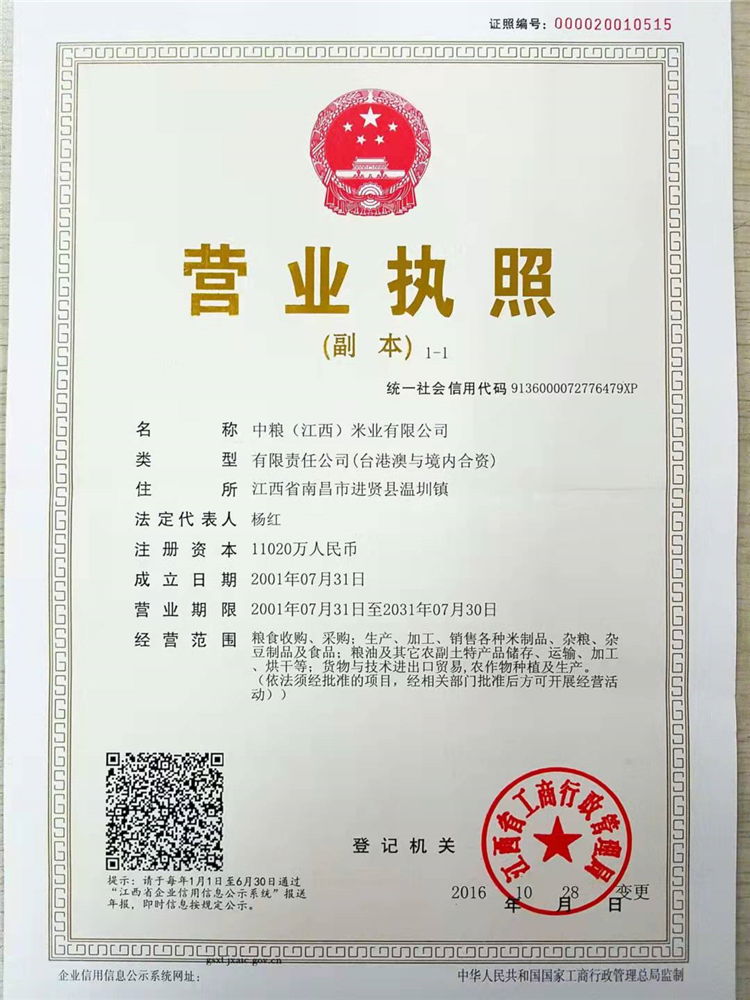 证照编号：000020010515
营业执照
(副 本) 1-1
统一社会信用代码 9136000072776479XP
名 称 中粮（江西）米业有限公司
类 型 有限责任公司(台港澳与境内合资)
住 所 江西省南昌市进贤县温圳镇
法定代表人 杨红
注册资本 11020万人民币
成立日期 2001年07月31日
营业期限 2001年07月31日至2031年07月30日
经营范围 粮食收购、采购；生产、加工、销售各种米制品、杂粮、杂
豆制品及食品；粮油及其它农副土特产品储存、运输、加工
、烘干等；货物与技术进出口贸易,农作物种植及生产。
（依法须经批准的项目，经相关部门批准后方可开展经营活
动））
江西省工商行政管理局
登记机关
2016 10 28 变更
年 月 日
提示：请于每年1月1日至6月30日通过
“江西省企业信用信息公示系统”报送
年报，即时信息按规定公示。
企业信用信息公示系统网址：
中华人民共和国国家工商行政管理总局监制